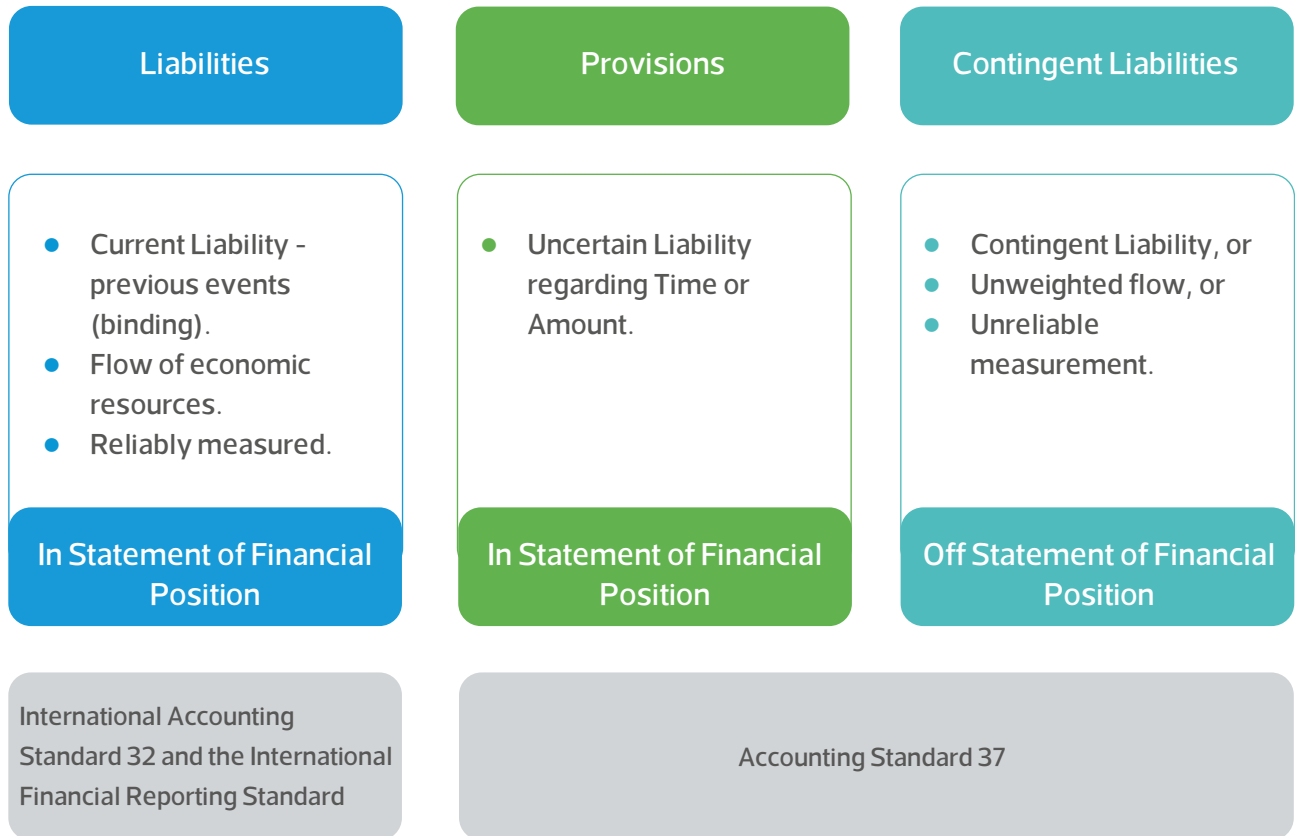 Liabilities
Provisions
Contingent Liabilities
Current Liability -
previous events
(binding).
Flow of economic
resources.
Reliably measured.
In Statement of Financial
Position
Uncertain Liability
regarding Time or
Amount.
In Statement of Financial
Position
Contingent Liability, or
Unweighted flow, or
Unreliable
measurement.
Off Statement of Financial
Position
International Accounting
Standard 32 and the International
Financial Reporting Standard
Accounting Standard 37